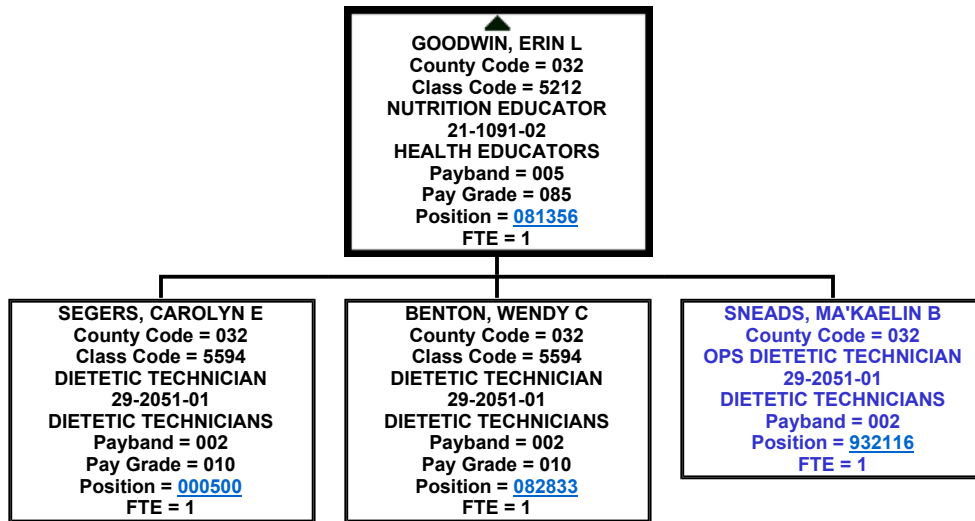 GOODWIN, ERIN L
County Code = 032
Class Code = 5212
NUTRITION EDUCATOR
21-1091-02
HEALTH EDUCATORS
Payband = 005
Pay Grade = 085
Position = 081356
FTE = 1
SEGERS, CAROLYN E
County Code = 032
Class Code = 5594
DIETETIC TECHNICIAN
29-2051-01
DIETETIC TECHNICIANS
Payband = 002
Pay Grade = 010
Position = 000500
FTE = 1
BENTON, WENDY C
County Code = 032
Class Code = 5594
DIETETIC TECHNICIAN
29-2051-01
DIETETIC TECHNICIANS
Payband = 002
Pay Grade = 010
Position = 082833
FTE = 1
SNEADS, MA'KAELIN B
County Code = 032
OPS DIETETIC TECHNICIAN
29-2051-01
DIETETIC TECHNICIANS
Payband = 002
Position = 932116
FTE = 1